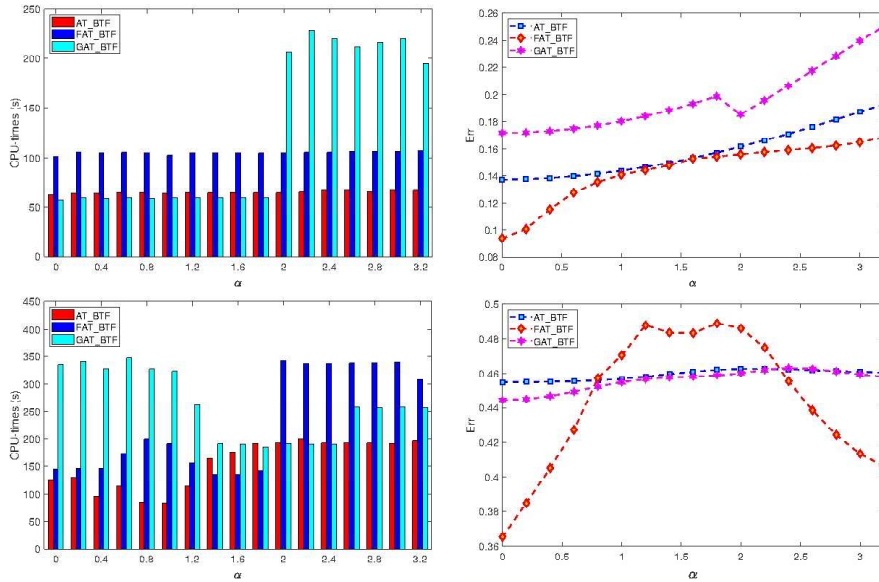 250
200
150
100
50
0
CPU-times (s)
AT_BTF
FAT_BTF
GAT_BTF
0 0.4 0.8 1.2 1.6 2 2.4 2.8 3.2
α
0.26
0.24
0.22
0.2
0.18
0.16
0.14
0.12
0.1
0.08
Err
AT_BTF
FAT_BTF
GAT_BTF
0 0.5 1 1.5 2 2.5 3
α
450
400
350
300
250
200
150
100
50
0
CPU-times (s)
AT_BTF
FAT_BTF
GAT_BTF
0 0.4 0.8 1.2 1.6 2 2.4 2.8 3.2
α
0.5
0.48
0.46
0.44
0.42
0.4
0.38
0.36
Err
AT_BTF
FAT_BTF
GAT_BTF
0 0.5 1 1.5 2 2.5 3
α